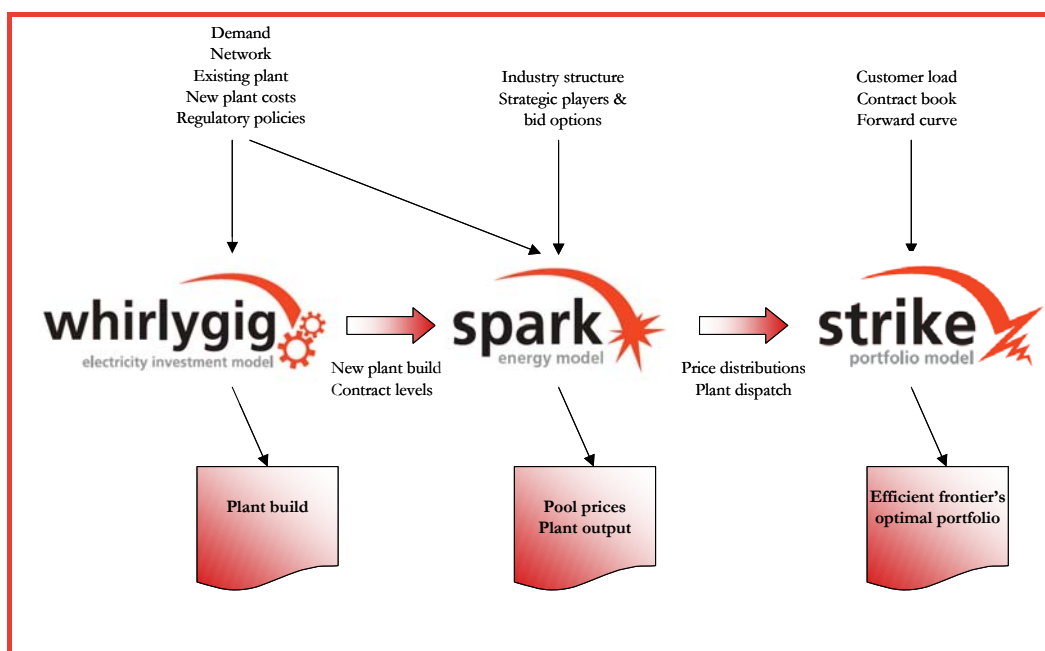 Demand
Network
Existing plant
New plant costs
Regulatory policies
Industry structure
Strategic players &
bid options
Customer load
Contract book
Forward curve
whirlygig
electricity investment model
New plant build
Contract levels
spark
energy model
Price distributions
Plant dispatch
strike
portfolio model
Plant build
Pool prices
Plant output
Efficient frontier's
optimal portfolio